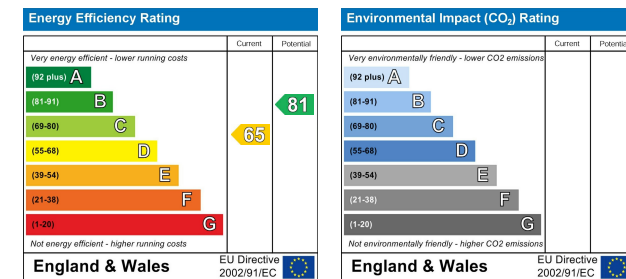 Energy Efficiency Rating
Current Potential
Very energy efficient - lower running costs
(92 plus) A
(81-91) B
81
(69-80) C
65
(55-68) D
(39-54) E
(21-38) F
(1-20) G
Not energy efficient - higher running costs
England & Wales
EU Directive
2002/91/EC
Environmental Impact (CO₂) Rating
Current Potential
Very environmentally friendly - lower CO2 emissions
(92 plus) A
(81-91) B
(69-80) C
(55-68) D
(39-54) E
(21-38) F
(1-20) G
Not environmentally friendly - higher CO2 emissions
England & Wales
EU Directive
2002/91/EC